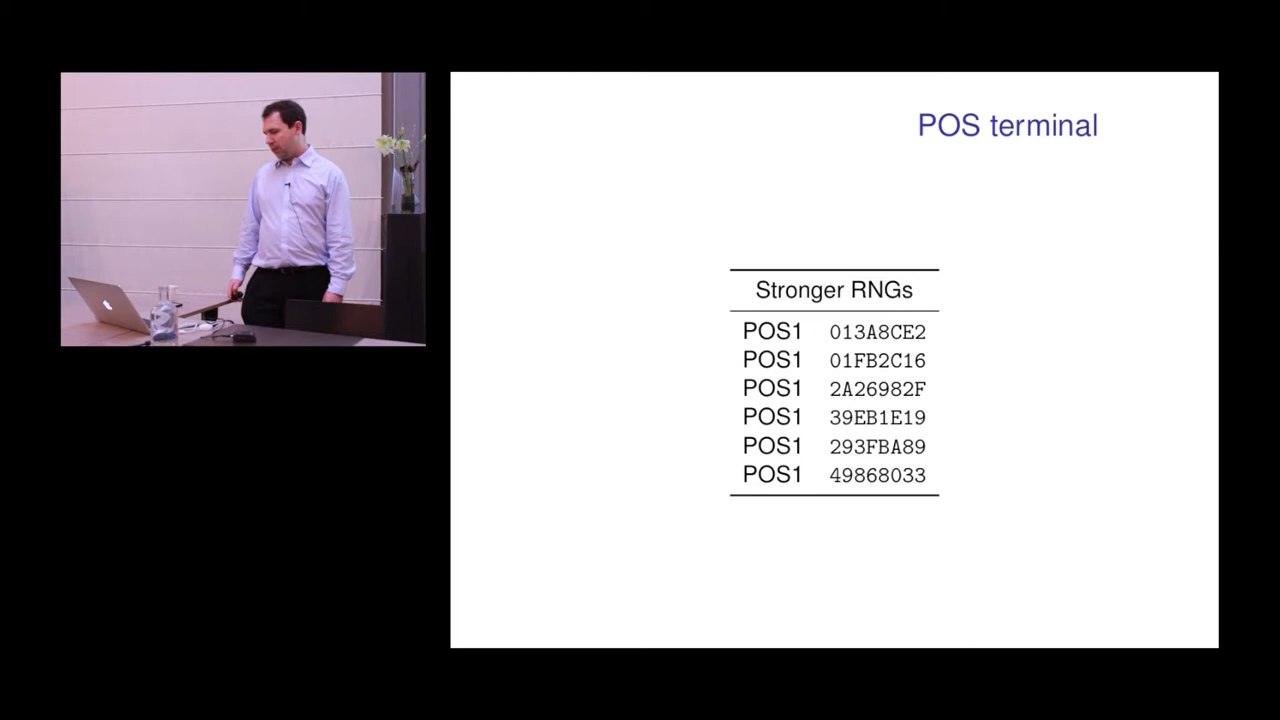 POS terminal
Stronger RNGs
POS1 013A8CE2
POS1 01FB2C16
POS1 2A26982F
POS1 39EB1E19
POS1 293FBA89
POS1 49868033